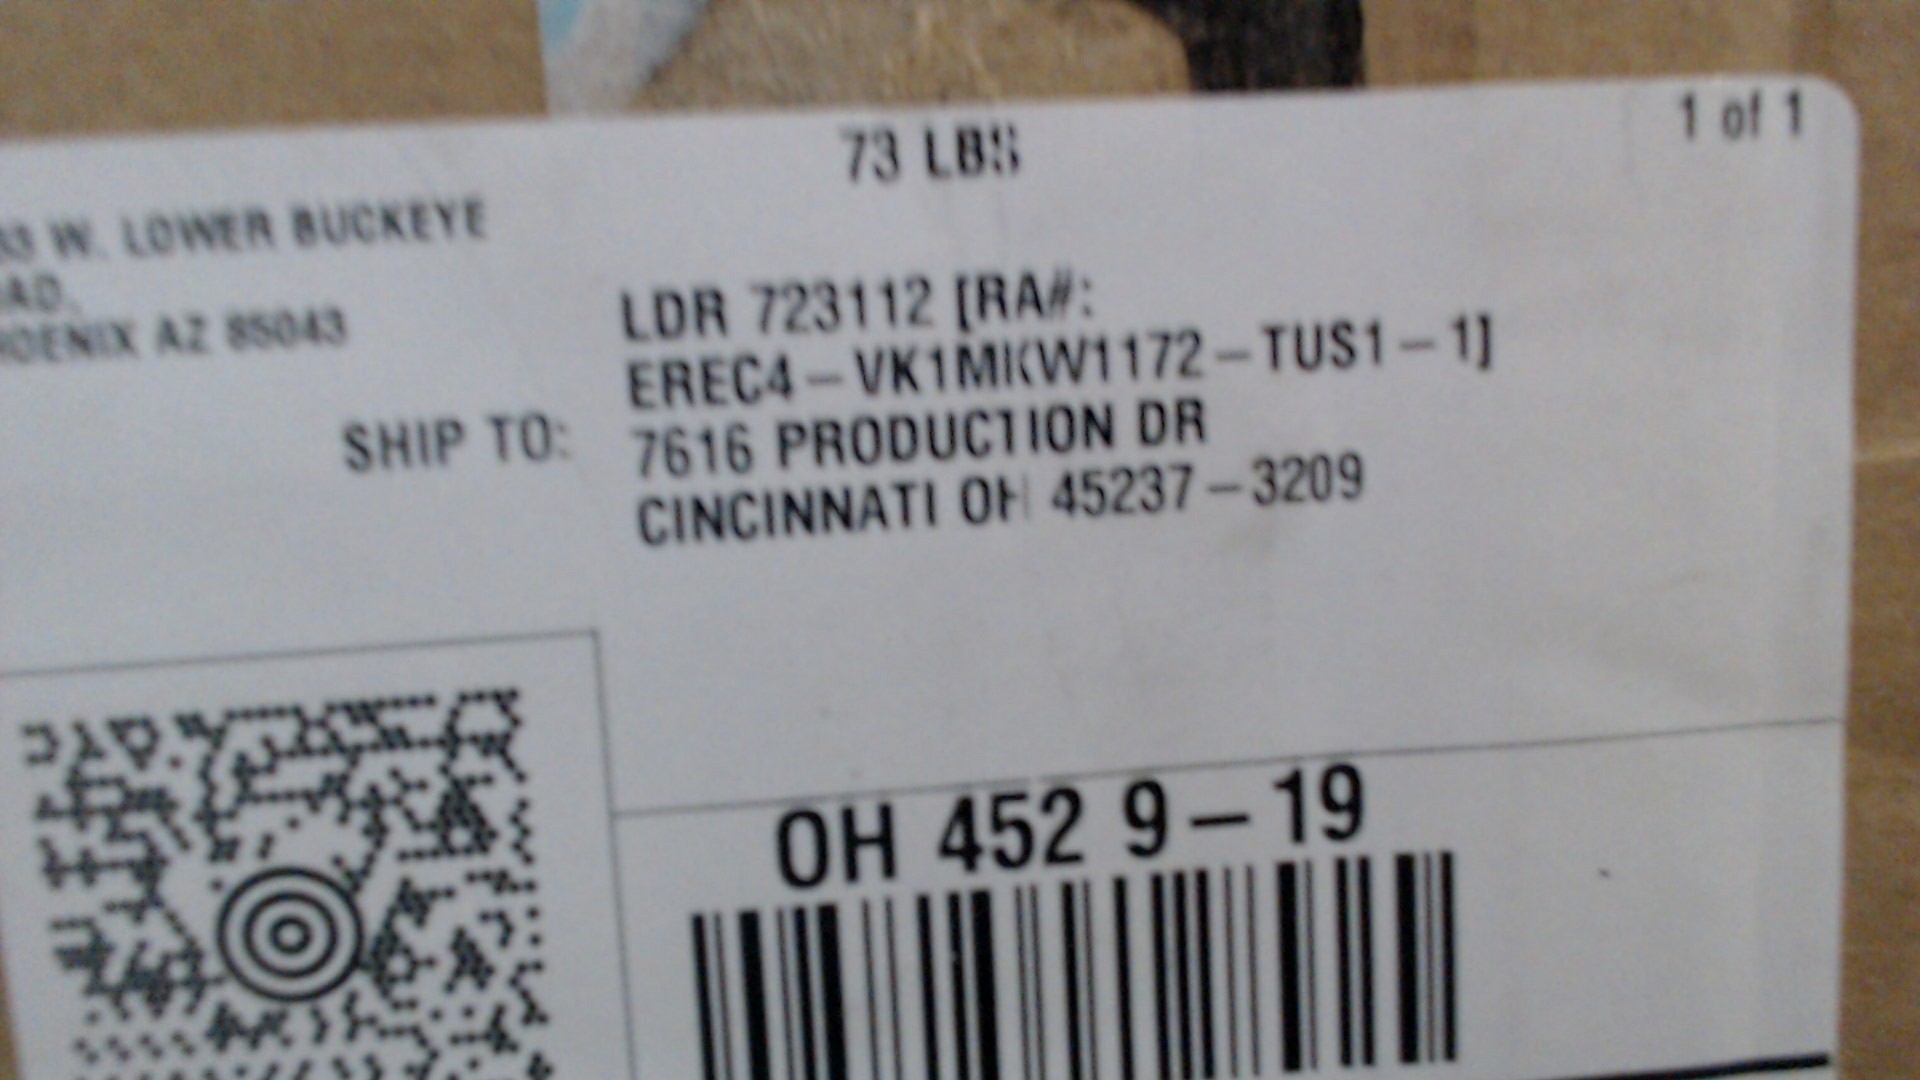 1 of 1
73 LBS
W. LOWER BUCKEYE
AZ 85043
LDR 723112 [RA#:
EREC4-VK1MKW1172-TUS1-1]
SHIP TO: 7616 PRODUCTION DR
CINCINNATI OH 45237-3209
OH 452 9-19